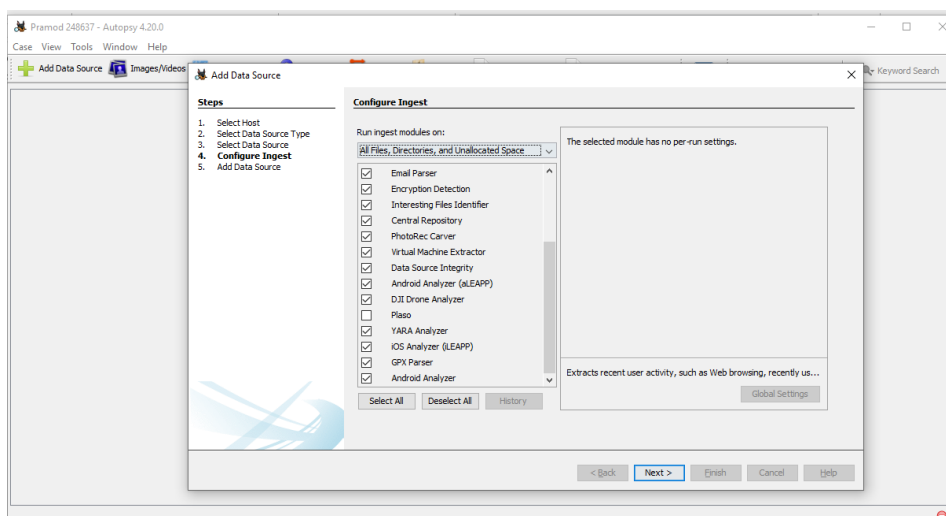 Pramod 248637 - Autopsy 4.20.0
Case View Tools Window Help
Add Data Source Images/Videos Keyword Search
Add Data Source
Steps
1. Select Host
2. Select Data Source Type
3. Select Data Source
4. Configure Ingest
5. Add Data Source
Configure Ingest
Run ingest modules on:
All Files, Directories, and Unallocated Space
Email Parser
Encryption Detection
Interesting Files Identifier
Central Repository
PhotoRec Carver
Virtual Machine Extractor
Data Source Integrity
Android Analyzer (aLEAPP)
DJI Drone Analyzer
Plaso
YARA Analyzer
iOS Analyzer (iLEAPP)
GPX Parser
Android Analyzer
Select All Deselect All History
The selected module has no per-run settings.
Extracts recent user activity, such as Web browsing, recently us...
Global Settings
< Back Next > Finish Cancel Help